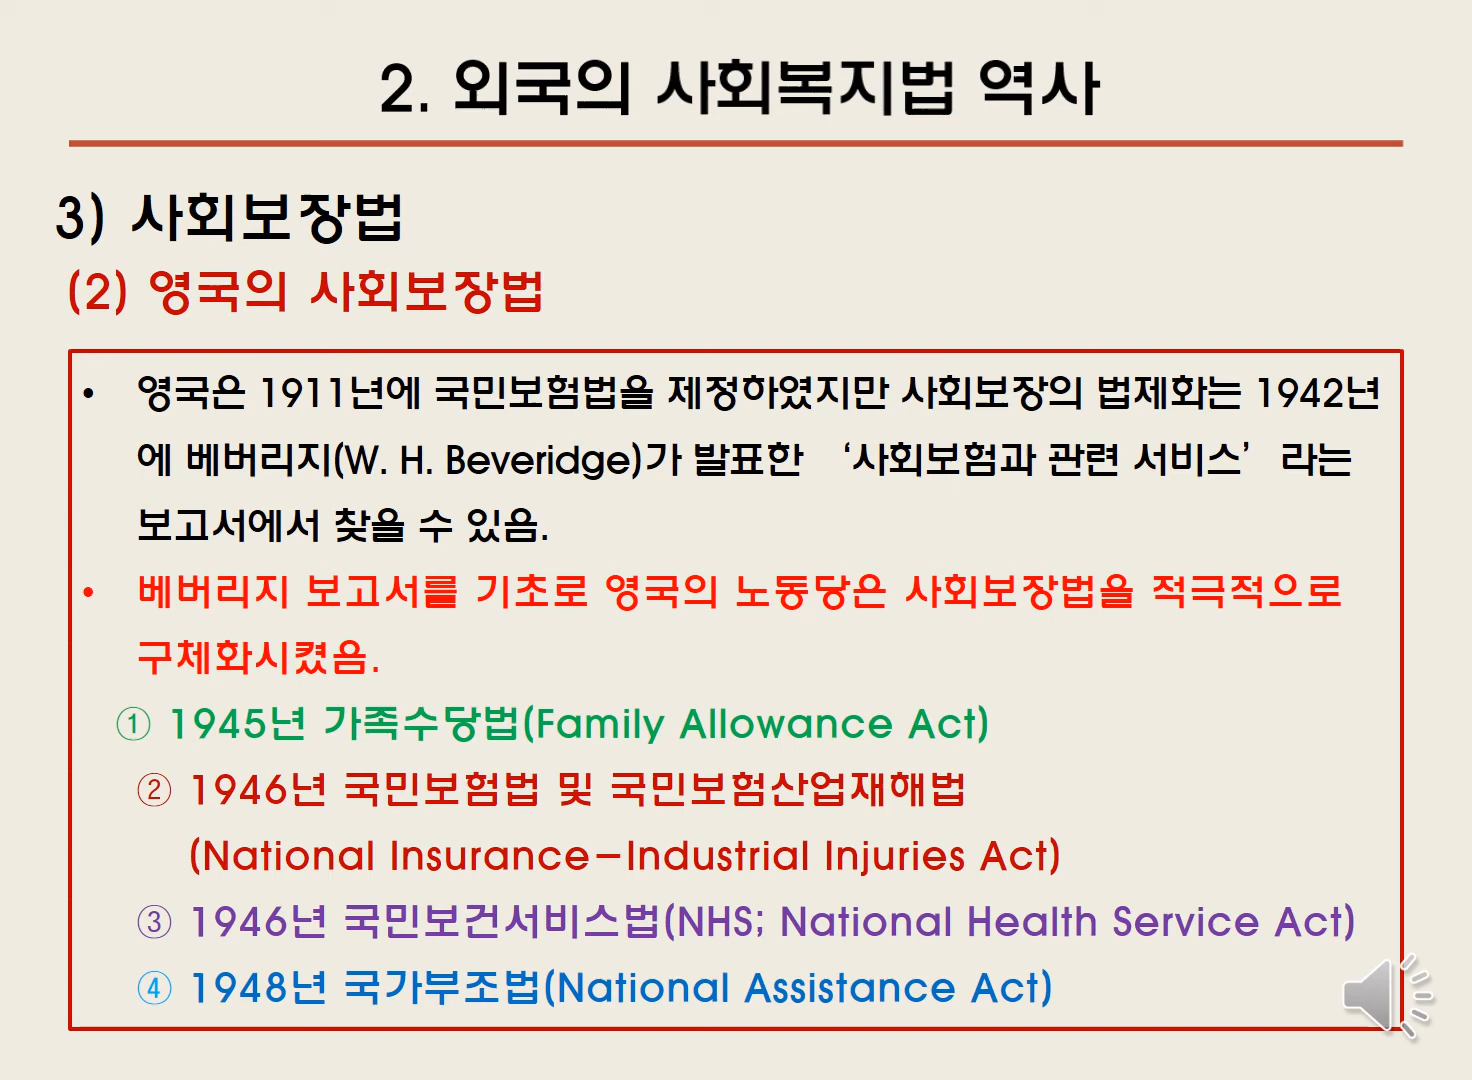 2. 외국의 사회복지법 역사
3) 사회보장법
(2) 영국의 사회보장법
• 영국은 1911년에 국민보험법을 제정하였지만 사회보장의 법제화는 1942년
에 베버리지(W. H. Beveridge)가 발표한 ‘사회보험과 관련 서비스’ 라는
보고서에서 찾을 수 있음.
• 베버리지 보고서를 기초로 영국의 노동당은 사회보장법을 적극적으로
구체화시켰음.
① 1945년 가족수당법(Family Allowance Act)
② 1946년 국민보험법 및 국민보험산업재해법
(National Insurance-Industrial Injuries Act)
③ 1946년 국민보건서비스법(NHS; National Health Service Act)
④ 1948년 국가부조법(National Assistance Act)